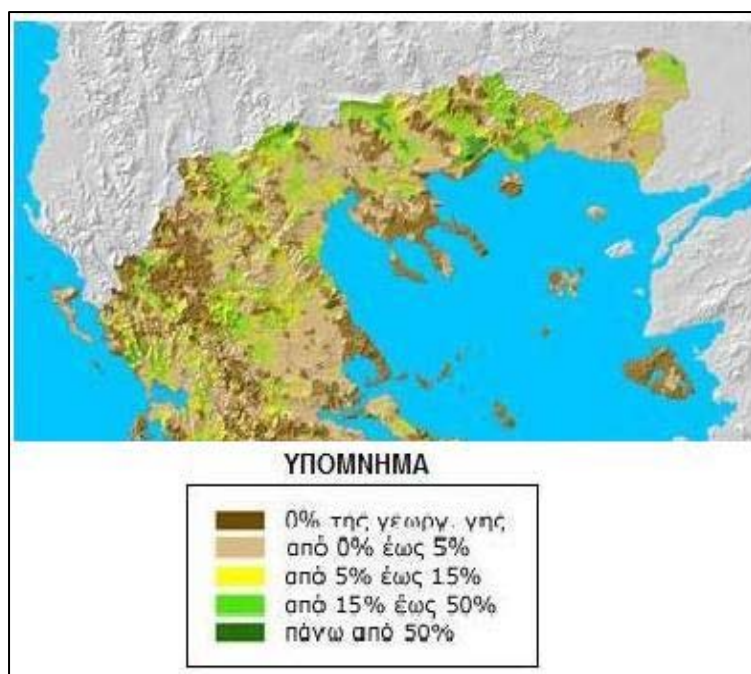 ΥΠΟΜΝΗΜΑ
0% της γεωργ. γης
από 0% έως 5%
από 5% έως 15%
από 15% έως 50%
πάνω από 50%